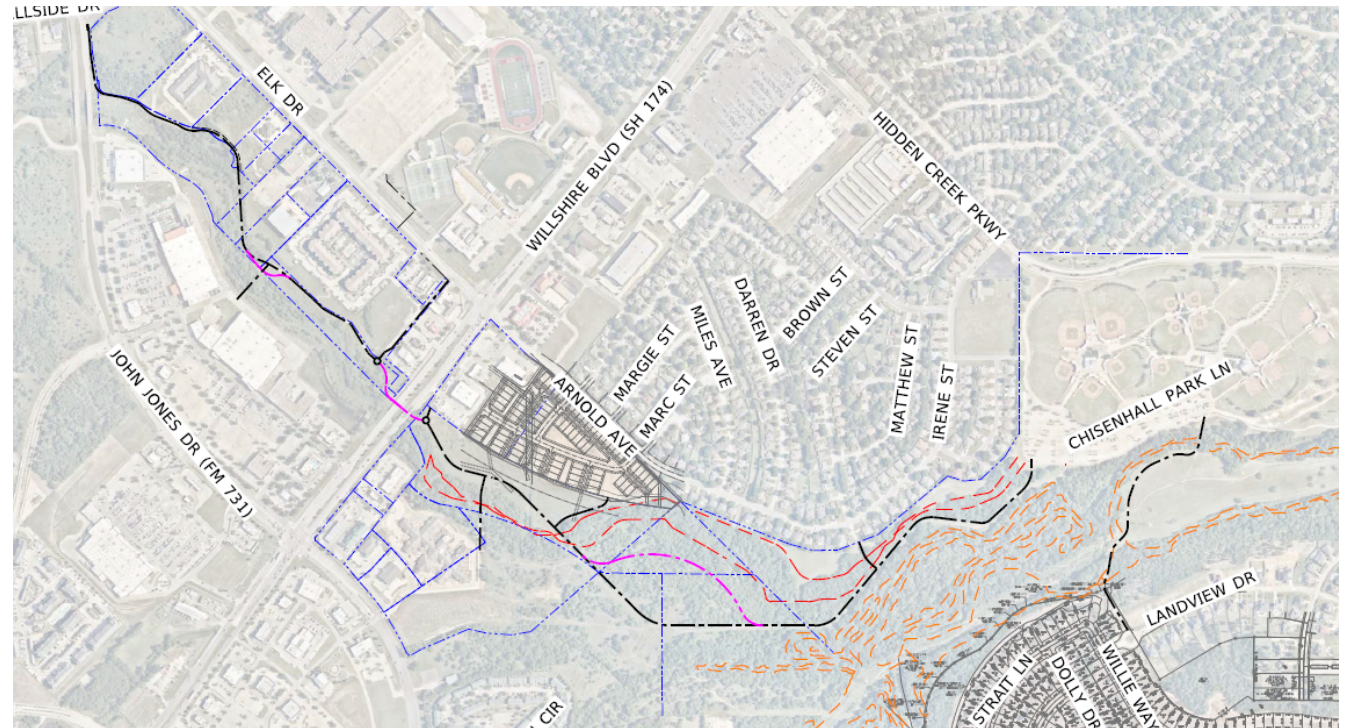 LLSIDE DR
ELK DR
WILLSHIRE BLVD (SH 174)
HIDDEN CREEK PKWY
JOHN JONES DR (FM 731)
ARNOLD AVE
MARGIE ST
MARC ST
MILES AVE
DARREN DR
BROWN ST
STEVEN ST
MATTHEW ST
IRENE ST
CHISENHALL PARK LN
LANDVIEW DR
WILLIE WAY
DOLLY DR
STRAIT LN
CIR